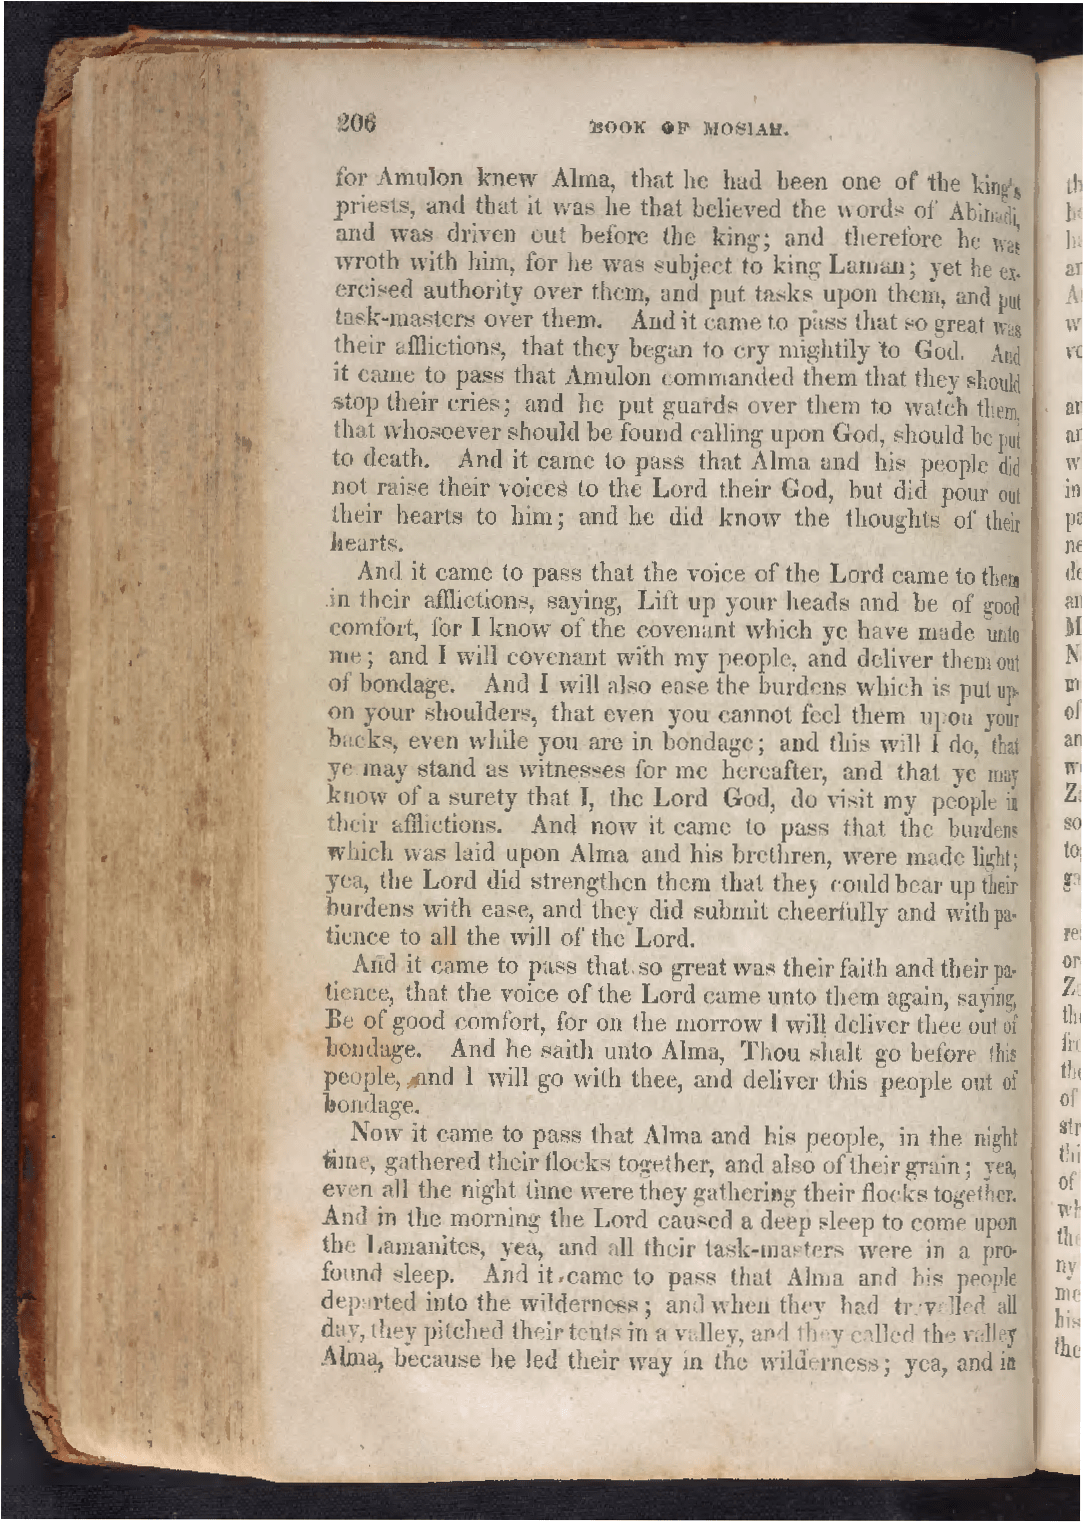 206 BOOK OF MOSIAH.
for Amulon knew Alma, that he had been one of the king's
priests, and that it was he that believed the words of Abinadi,
and was driven out before the king; and therefore he was
wroth with him, for he was subject to king Laman; yet he ex-
ercised authority over them, and put tasks upon them, and put
task-masters over them. And it came to pass that so great was
their afflictions, that they began to cry mightily to God. And
it came to pass that Amulon commanded them that they should
stop their cries; and he put guards over them to watch them,
that whosoever should be found calling upon God, should be put
to death. And it came to pass that Alma and his people did
not raise their voices to the Lord their God, but did pour out
their hearts to him; and he did know the thoughts of their
hearts.
And it came to pass that the voice of the Lord came to them
in their afflictions, saying, Lift up your heads and be of good
comfort, for I know of the covenant which ye have made unto
me; and I will covenant with my people, and deliver them out
of bondage. And I will also ease the burdens which is put up-
on your shoulders, that even you cannot feel them upon your
backs, even while you are in bondage; and this will I do, that
ye may stand as witnesses for me hereafter, and that ye may
know of a surety that I, the Lord God, do visit my people in
their afflictions. And now it came to pass that the burdens
which was laid upon Alma and his brethren, were made light;
yea, the Lord did strengthen them that they could bear up their
burdens with ease, and they did submit cheerfully and with pa-
tience to all the will of the Lord.
And it came to pass that so great was their faith and their pa-
tience, that the voice of the Lord came unto them again, saying,
Be of good comfort, for on the morrow I will deliver thee out of
bondage. And he saith unto Alma, Thou shalt go before this
people, and I will go with thee, and deliver this people out of
bondage.
Now it came to pass that Alma and his people, in the night
time, gathered their flocks together, and also of their grain; yea,
even all the night time were they gathering their flocks together.
And in the morning the Lord caused a deep sleep to come upon
the Lamanites, yea, and all their task-masters were in a pro-
found sleep. And it came to pass that Alma and his people
departed into the wilderness; and when they had travelled all
day, they pitched their tents in a valley, and they called the valley
Alma, because he led their way in the wilderness; yea, and in